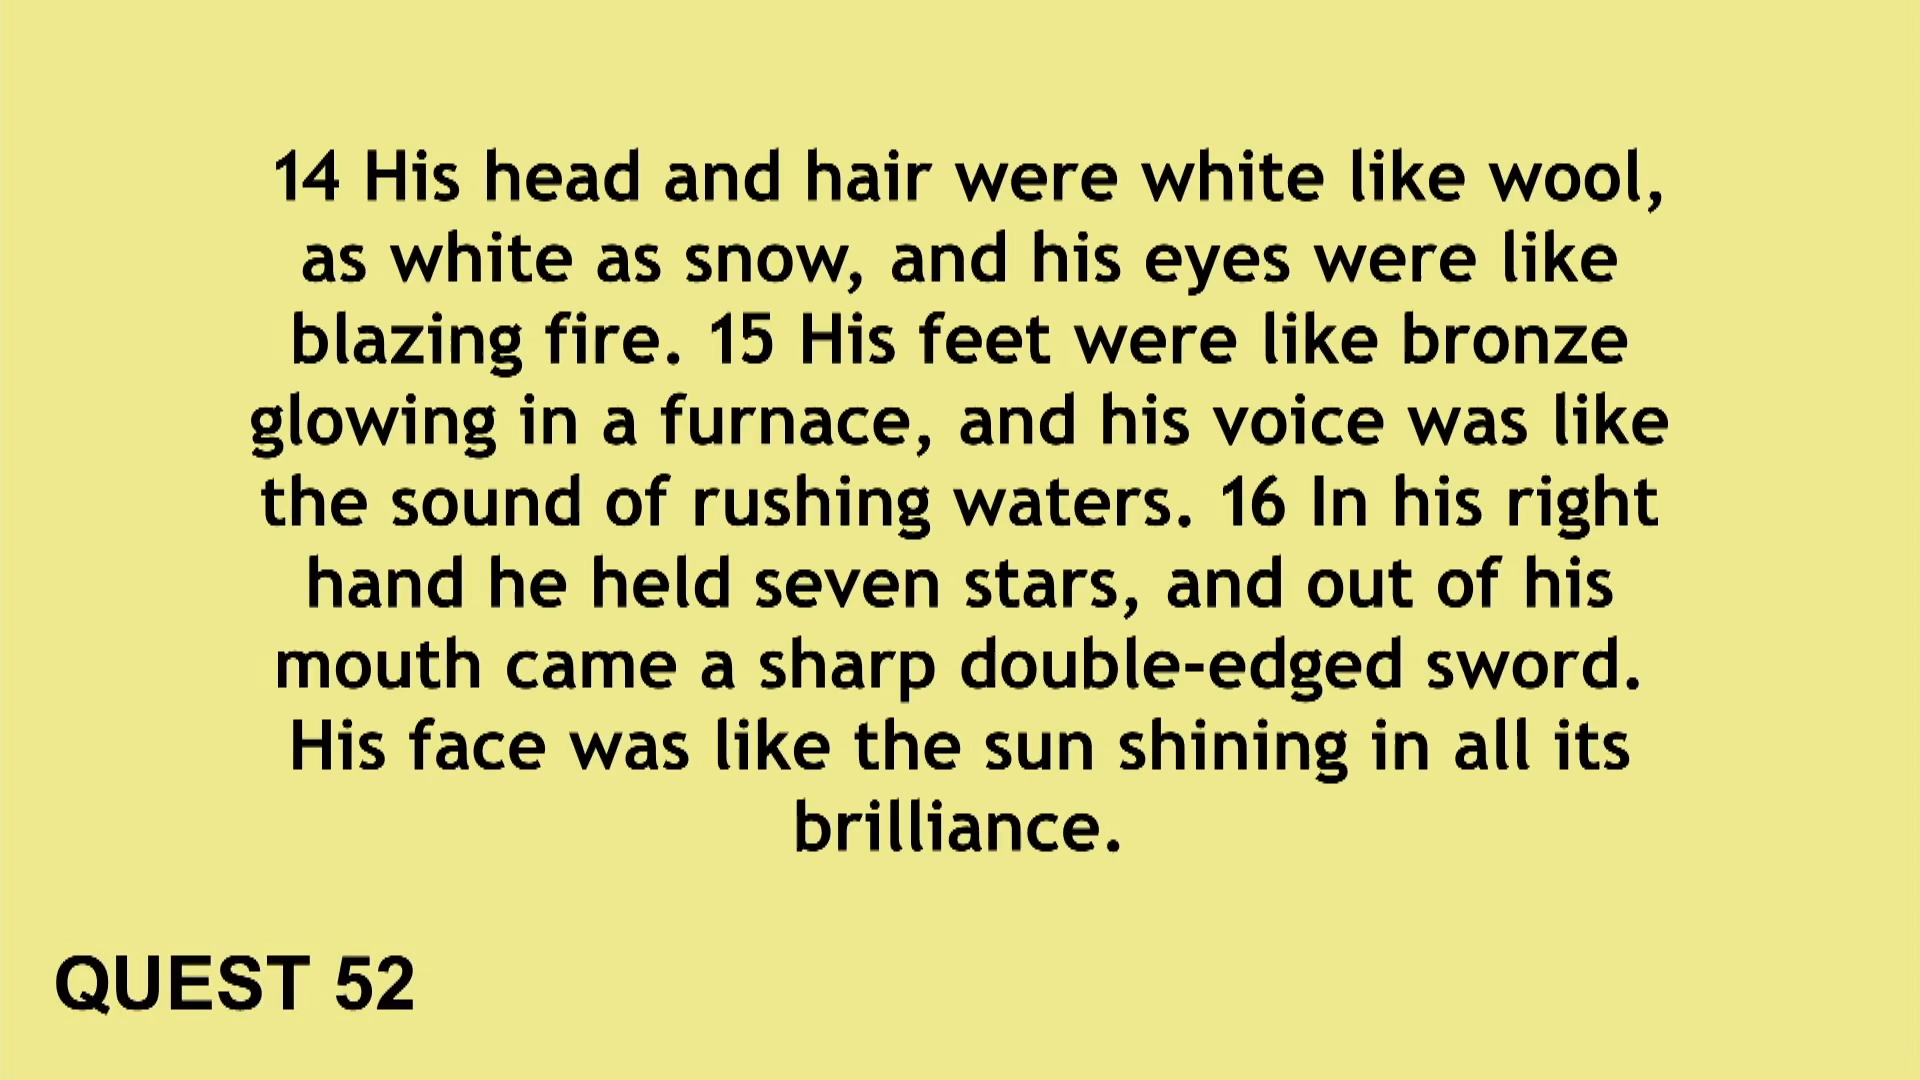 14 His head and hair were white like wool,
as white as snow, and his eyes were like
blazing fire. 15 His feet were like bronze
glowing in a furnace, and his voice was like
the sound of rushing waters. 16 In his right
hand he held seven stars, and out of his
mouth came a sharp double-edged sword.
His face was like the sun shining in all its
brilliance.
QUEST 52